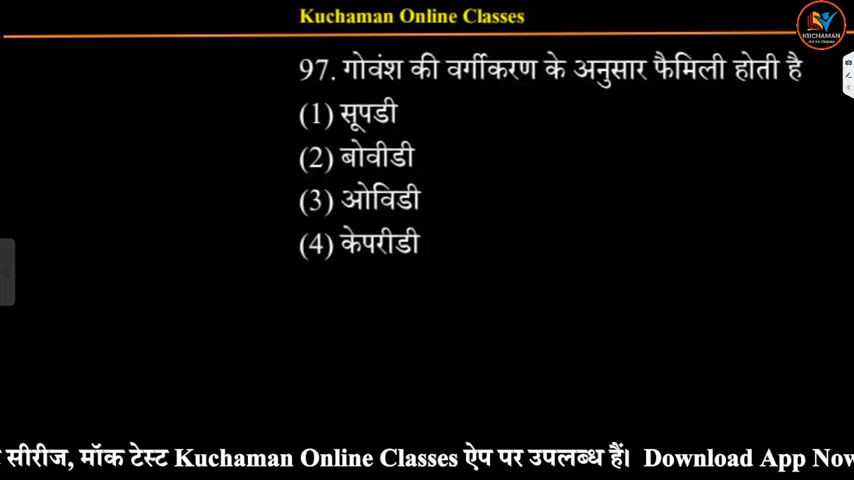 Kuchaman Online Classes
KUCHAMAN
97. गोवंश की वर्गीकरण के अनुसार फैमिली होती है
(1) सूपडी
(2) बोवीडी
(3) ओविडी
(4) केपरीडी
सीरीज, मॉक टेस्ट Kuchaman Online Classes ऐप पर उपलब्ध हैं। Download App Now